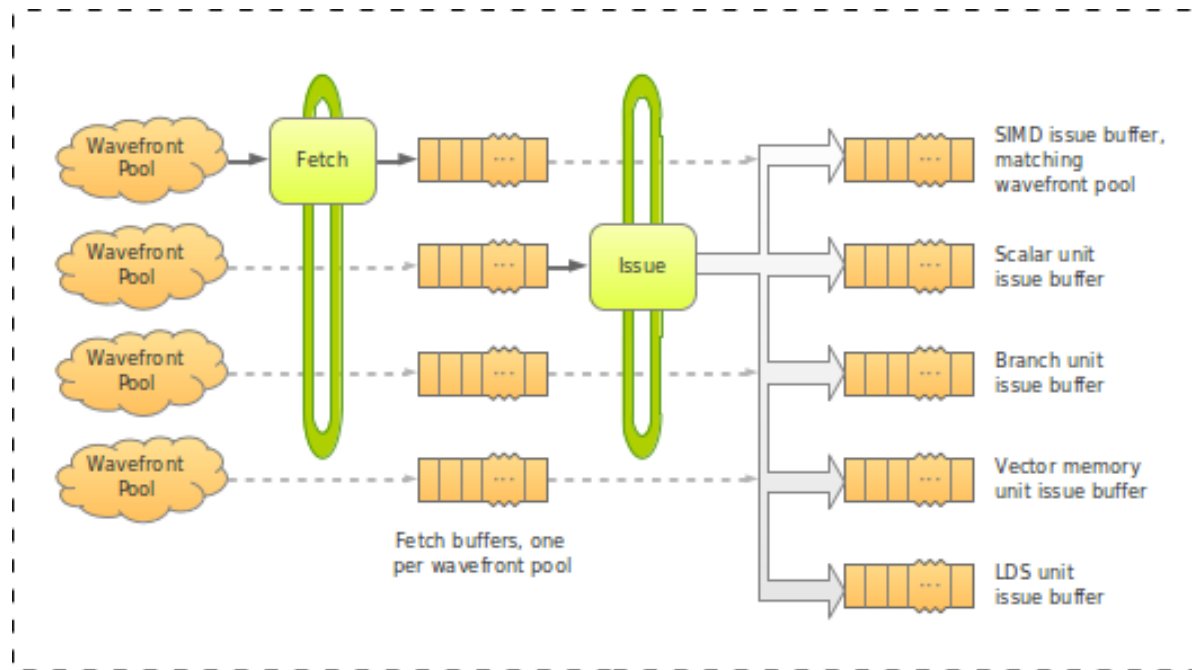 Wavefront
Pool
Fetch
...
...
SIMD issue buffer,
matching
wavefront pool
Wavefront
Pool
...
Issue
...
Scalar unit
issue buffer
Wavefront
Pool
...
...
Branch unit
issue buffer
Wavefront
Pool
...
...
Vector memory
unit issue buffer
Fetch buffers, one
per wavefront pool
...
LDS unit
issue buffer